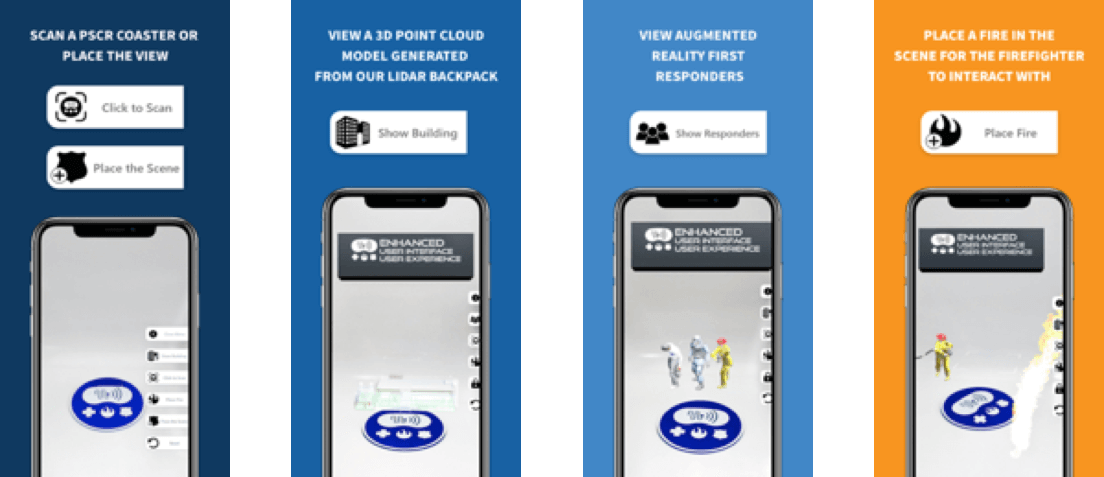 SCAN A PSCR COASTER OR
PLACE THE VIEW
Click to Scan
Place the Scene
VIEW A 3D POINT CLOUD
MODEL GENERATED
FROM OUR LIDAR BACKPACK
Show Building
ENHANCED
USER INTERFACE
USER EXPERIENCE
VIEW AUGMENTED
REALITY FIRST
RESPONDERS
Show Responders
ENHANCED
USER INTERFACE
USER EXPERIENCE
PLACE A FIRE IN THE
SCENE FOR THE FIREFIGHTER
TO INTERACT WITH
Place Fire
ENHANCED
USER INTERFACE
USER EXPERIENCE